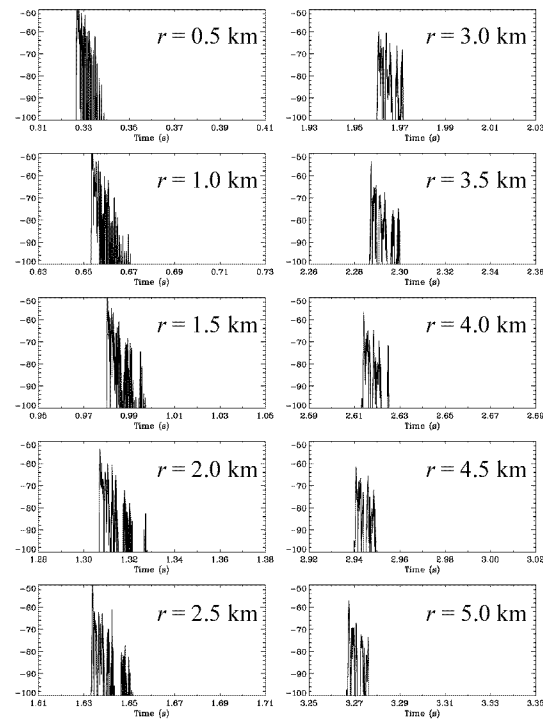 -50
-60
-70
-80
-90
-100
r = 0.5 km
0.31 0.33 0.35 0.37 0.39 0.41
Time (s)
-50
-60
-70
-80
-90
-100
r = 3.0 km
1.93 1.95 1.97 1.99 2.01 2.03
Time (s)
-50
-60
-70
-80
-90
-100
r = 1.0 km
0.63 0.65 0.67 0.69 0.71 0.73
Time (s)
-50
-60
-70
-80
-90
-100
r = 3.5 km
2.26 2.28 2.30 2.32 2.34 2.36
Time (s)
-50
-60
-70
-80
-90
-100
r = 1.5 km
0.95 0.97 0.99 1.01 1.03 1.05
Time (s)
-50
-60
-70
-80
-90
-100
r = 4.0 km
2.59 2.61 2.63 2.65 2.67 2.69
Time (s)
-50
-60
-70
-80
-90
-100
r = 2.0 km
1.28 1.30 1.32 1.34 1.36 1.38
Time (s)
-50
-60
-70
-80
-90
-100
r = 4.5 km
2.92 2.94 2.96 2.98 3.00 3.02
Time (s)
-50
-60
-70
-80
-90
-100
r = 2.5 km
1.61 1.63 1.65 1.67 1.69 1.71
Time (s)
-50
-60
-70
-80
-90
-100
r = 5.0 km
3.25 3.27 3.29 3.31 3.33 3.35
Time (s)